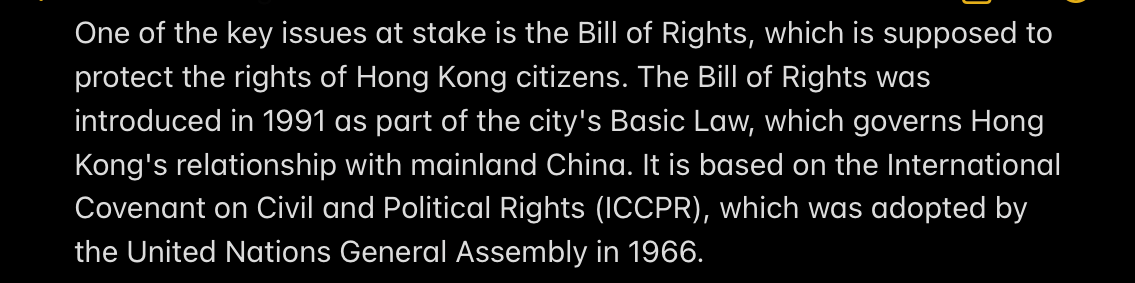 One of the key issues at stake is the Bill of Rights, which is supposed to
protect the rights of Hong Kong citizens. The Bill of Rights was
introduced in 1991 as part of the city's Basic Law, which governs Hong
Kong's relationship with mainland China. It is based on the International
Covenant on Civil and Political Rights (ICCPR), which was adopted by
the United Nations General Assembly in 1966.